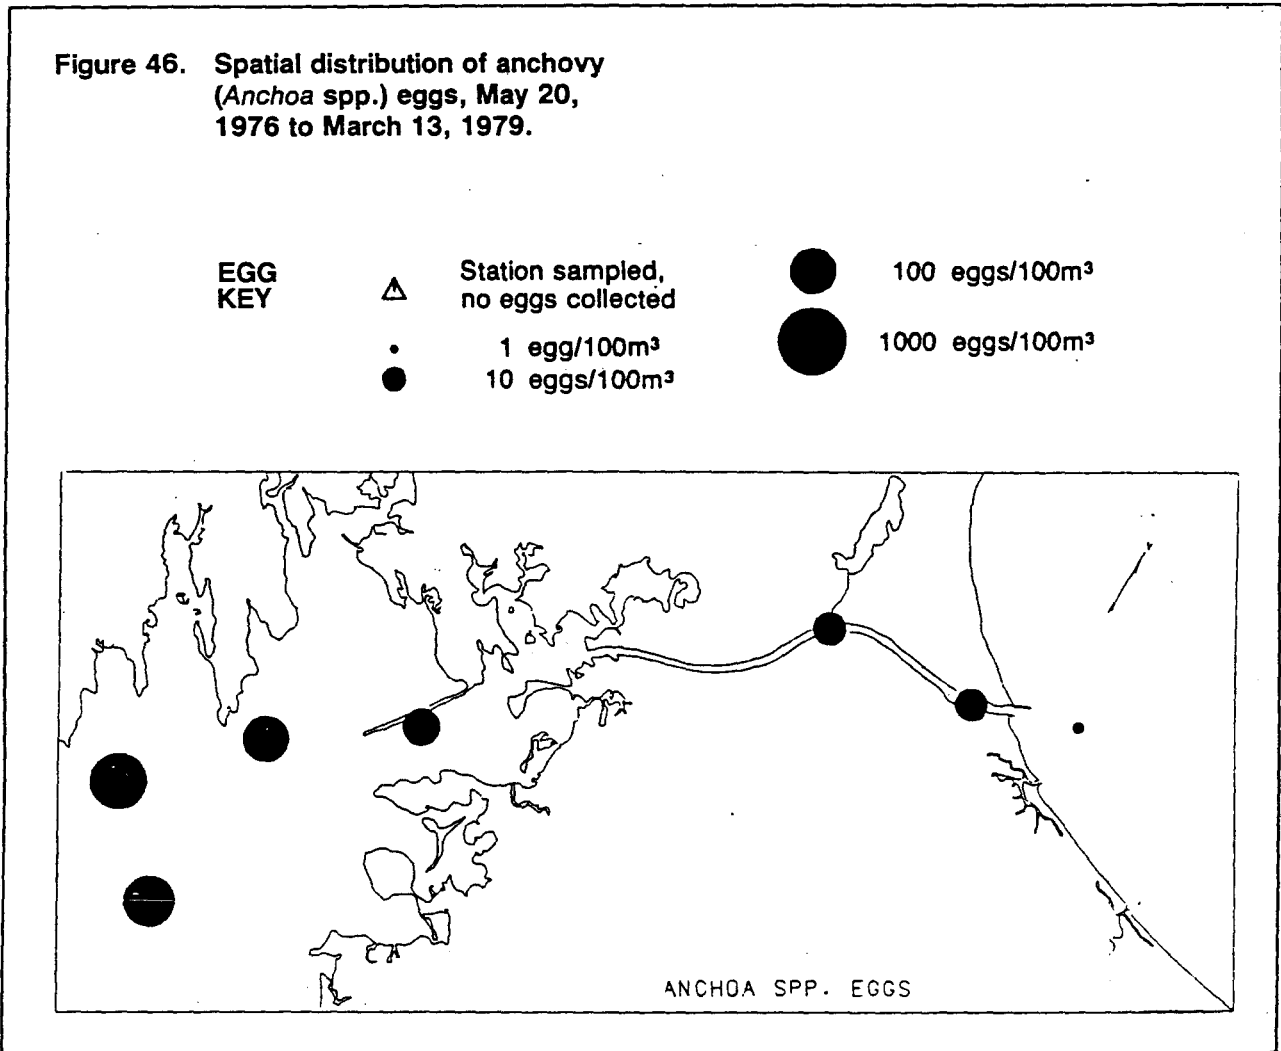 Figure 46. Spatial distribution of anchovy
(Anchoa spp.) eggs, May 20,
1976 to March 13, 1979.
EGG
KEY
Station sampled,
no eggs collected
1 egg/100m³
10 eggs/100m³
100 eggs/100m³
1000 eggs/100m³
ANCHOA SPP. EGGS